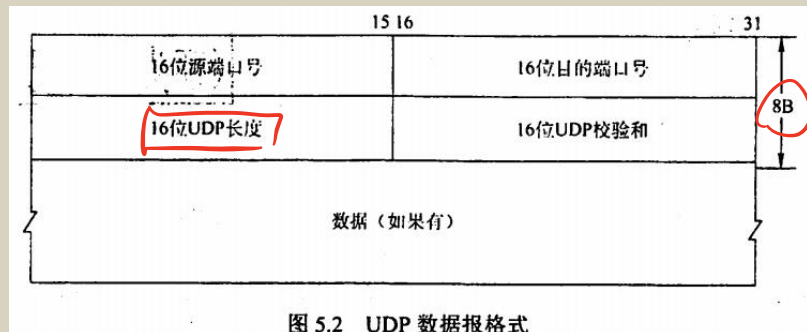 15 16 31
16位源端口号 16位目的端口号
8B
16位UDP长度 16位UDP校验和
数据（如果有）
图 5.2 UDP 数据报格式